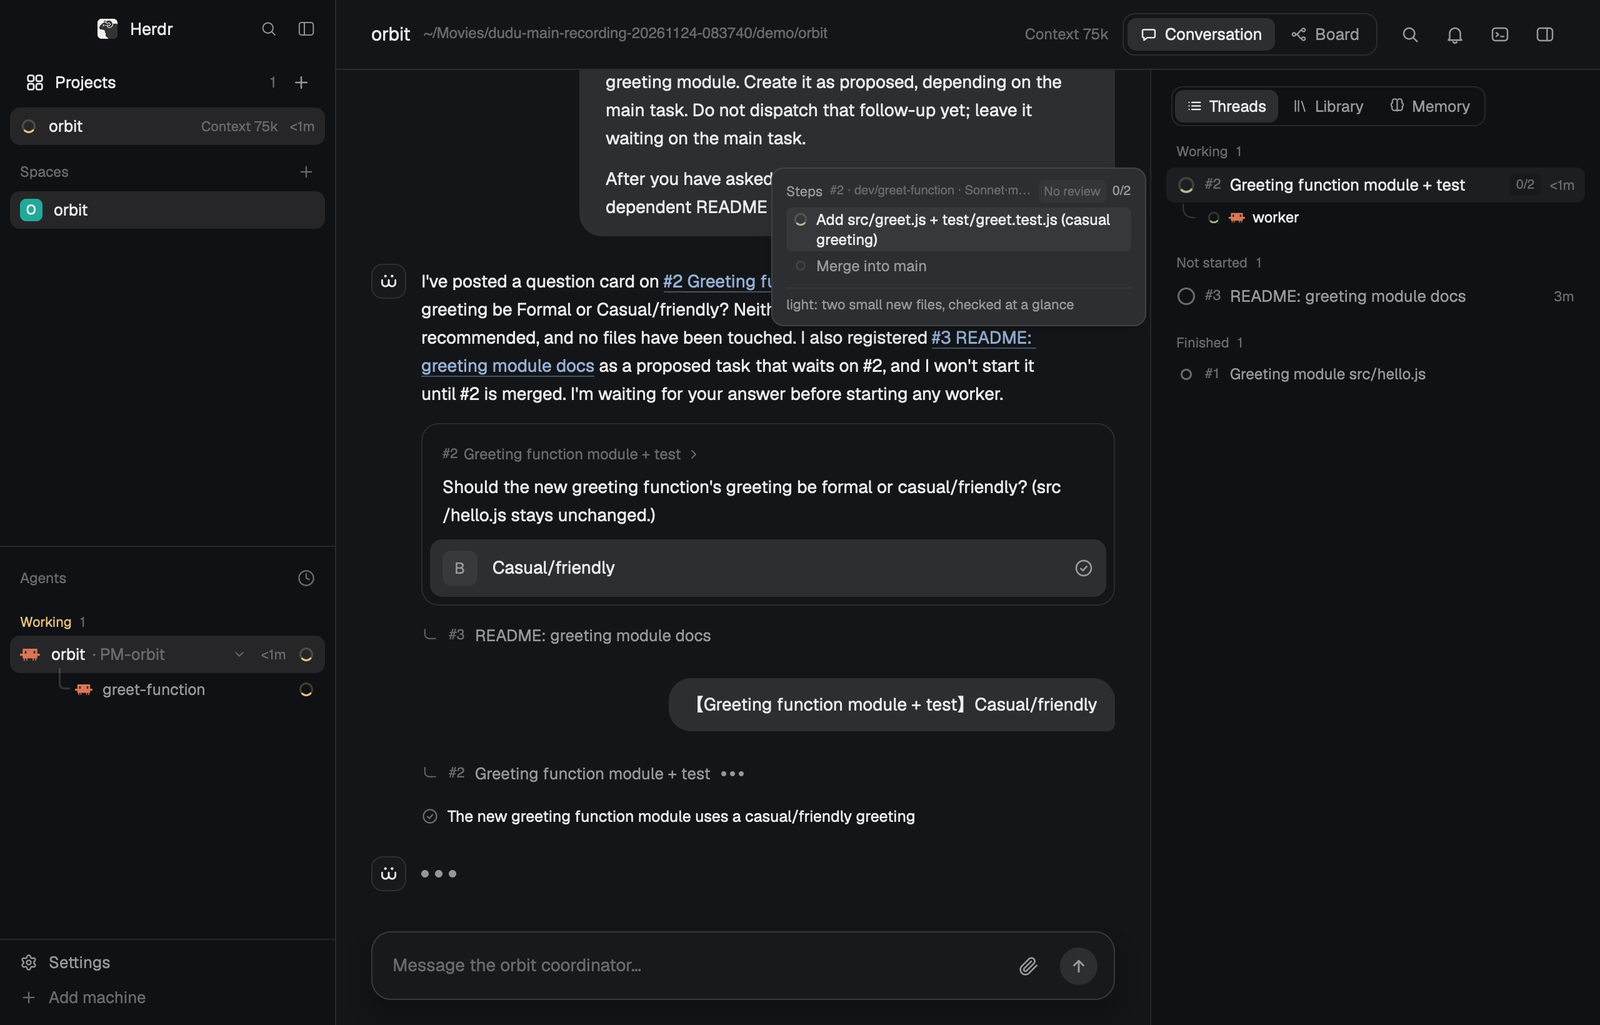 Herdr
Projects 1
orbit Context 75k <1m
Spaces
O orbit
Agents
Working 1
orbit · PM-orbit <1m
greet-function
Settings
Add machine
orbit ~/Movies/dudu-main-recording-20261124-083740/demo/orbit
Context 75k Conversation Board
greeting module. Create it as proposed, depending on the
main task. Do not dispatch that follow-up yet; leave it
waiting on the main task.
After you have asked
dependent README
Steps #2 · dev/greet-function · Sonnet·m... No review 0/2
Add src/greet.js + test/greet.test.js (casual
greeting)
Merge into main
light: two small new files, checked at a glance
I've posted a question card on #2 Greeting fu
greeting be Formal or Casual/friendly? Neith
recommended, and no files have been touched. I also registered #3 README:
greeting module docs as a proposed task that waits on #2, and I won't start it
until #2 is merged. I'm waiting for your answer before starting any worker.
#2 Greeting function module + test >
Should the new greeting function's greeting be formal or casual/friendly? (src
/hello.js stays unchanged.)
B Casual/friendly
#3 README: greeting module docs
【Greeting function module + test】Casual/friendly
#2 Greeting function module + test
The new greeting function module uses a casual/friendly greeting
Message the orbit coordinator...
Threads Library Memory
Working 1
#2 Greeting function module + test 0/2 <1m
worker
Not started 1
#3 README: greeting module docs 3m
Finished 1
#1 Greeting module src/hello.js